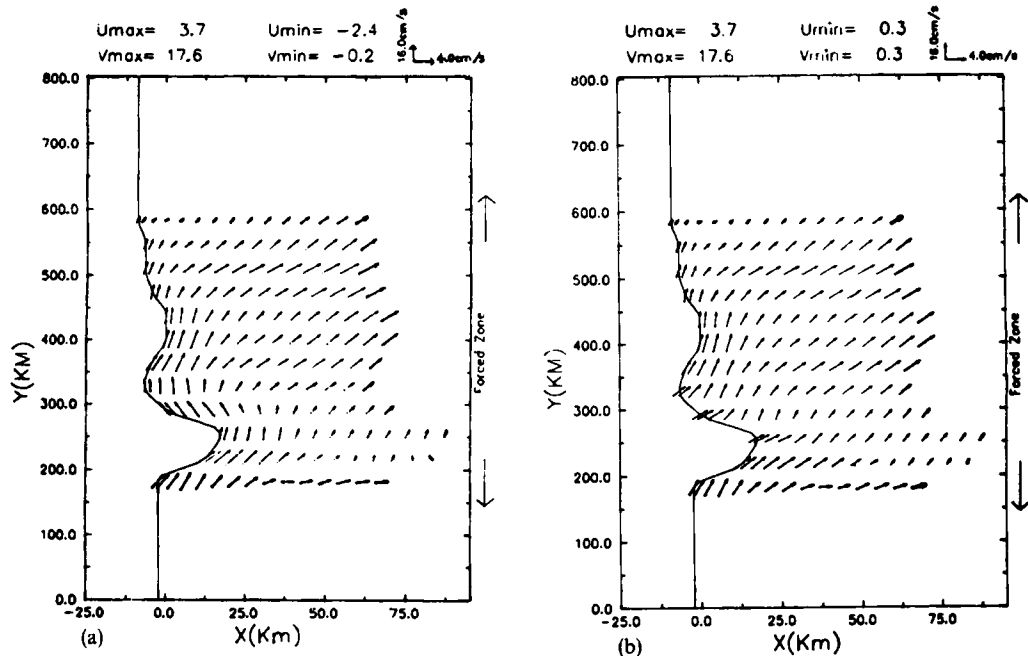 Umax= 3.7 Umin= -2.4
Vmax= 17.6 Vmin= -0.2
16.0cm/s
4.0cm/s
800.0
700.0
600.0
500.0
400.0
300.0
200.0
100.0
0.0
Y(KM)
-25.0 0.0 25.0 50.0 75.0
X(Km)
(a)
Forced Zone
Umax= 3.7 Umin= 0.3
Vmax= 17.6 Vmin= 0.3
16.0cm/s
4.0cm/s
800.0
700.0
600.0
500.0
400.0
300.0
200.0
100.0
0.0
Y(KM)
-25.0 0.0 25.0 50.0 75.0
X(Km)
(b)
Forced Zone